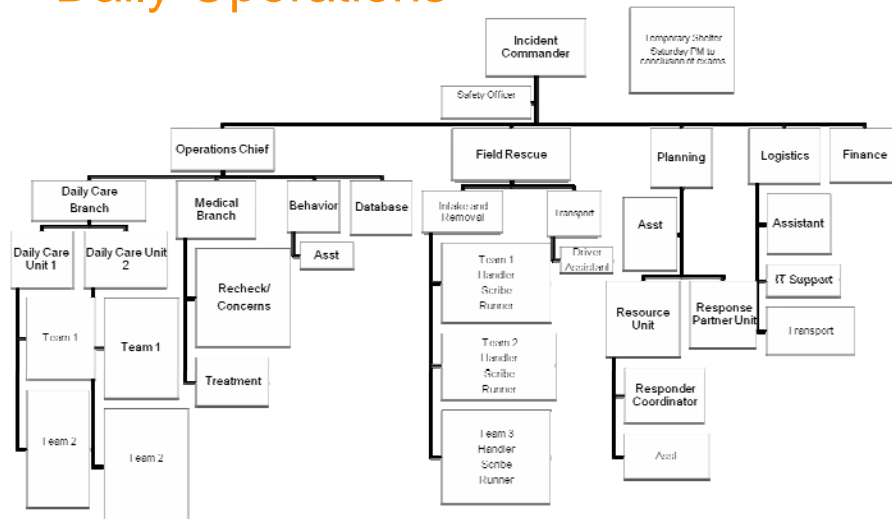 Daily Operations
Incident
Commander
Temporary Shelter
Saturday PM to
conclusion of exams
Safety Officer
Operations Chief
Field Rescue
Planning
Logistics
Finance
Daily Care
Branch
Medical
Branch
Behavior
Database
Intake and
Removal
Transport
Asst
Assistant
Daily Care
Unit 1
Daily Care Unit
2
Asst
Recheck/
Concerns
Team 1
Handler
Scribe
Runner
Driver
Assistant
IT Support
Resource
Unit
Response
Partner Unit
Transport
Team 1
Team 1
Team 2
Handler
Scribe
Runner
Treatment
Responder
Coordinator
Team 2
Team 2
Team 3
Handler
Scribe
Runner
Asst